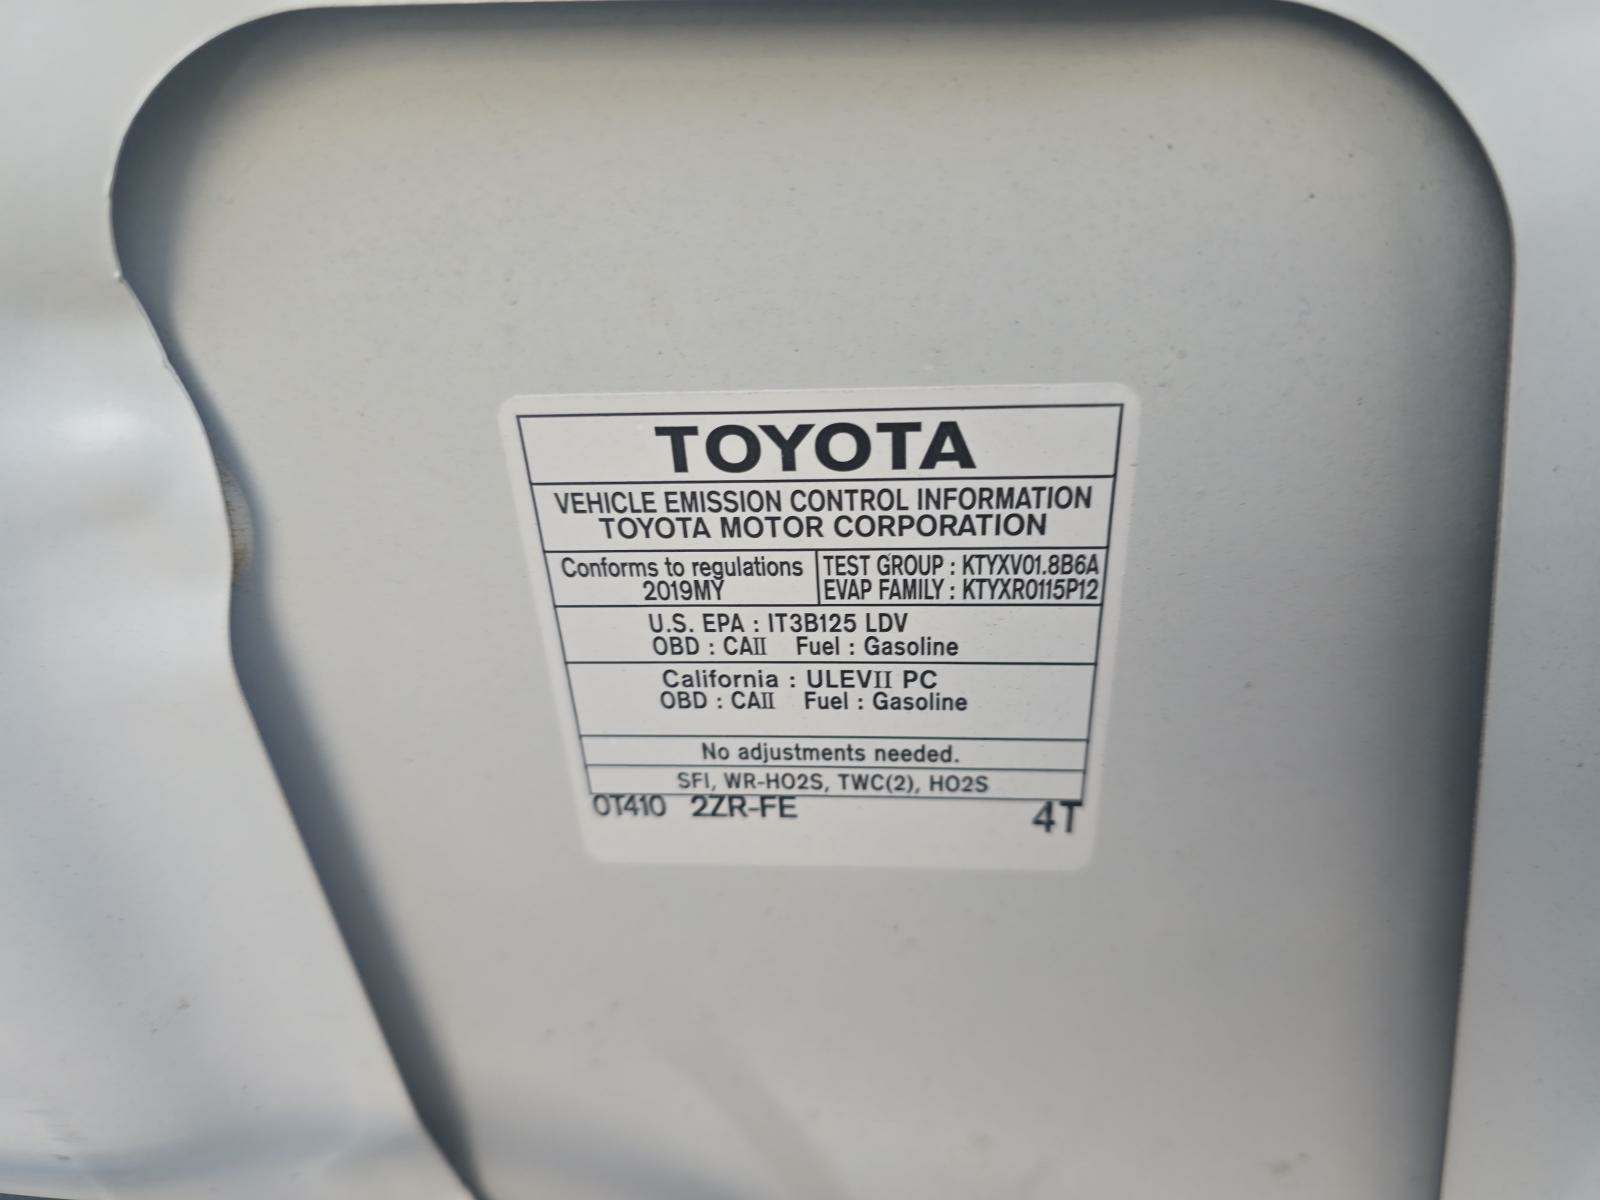 TOYOTA
VEHICLE EMISSION CONTROL INFORMATION
TOYOTA MOTOR CORPORATION
Conforms to regulations
2019MY
TEST GROUP : KTYXV01.8B6A
EVAP FAMILY : KTYXR0115P12
U.S. EPA : IT3B125 LDV
OBD : CAII Fuel : Gasoline
California : ULEVII PC
OBD : CAII Fuel : Gasoline
No adjustments needed.
SFI, WR-HO2S, TWC(2), HO2S
0T410 2ZR-FE 4T